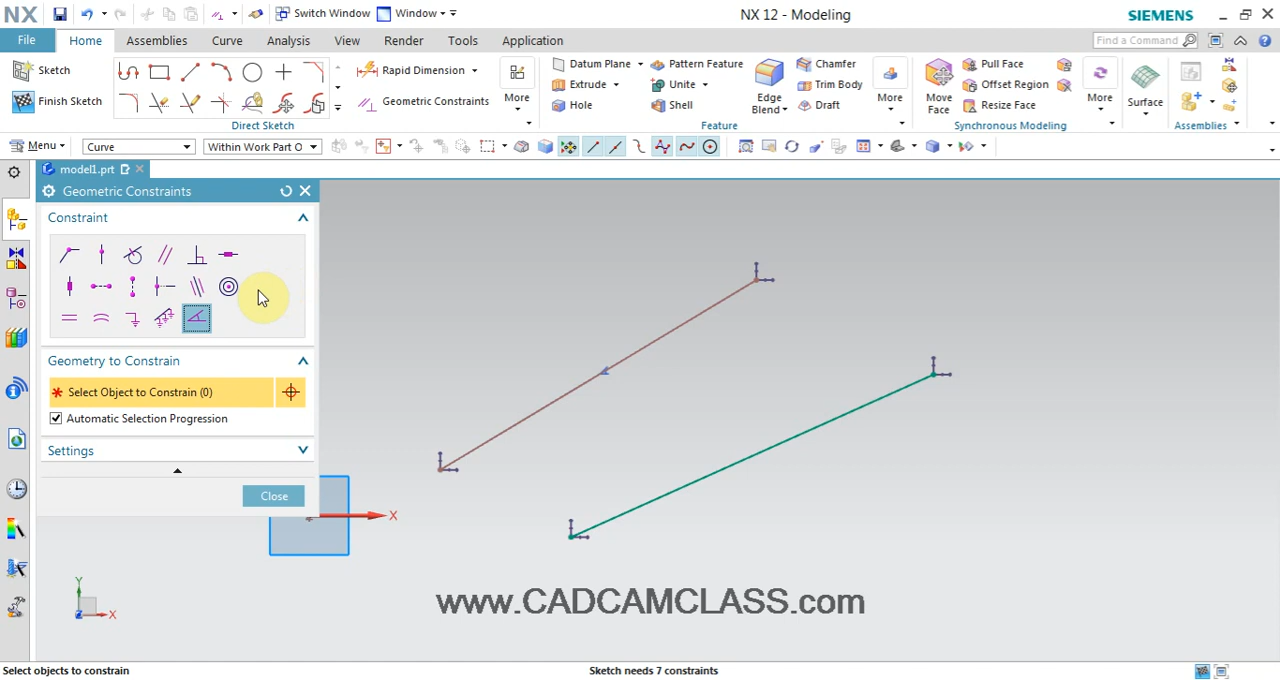 NX
Switch Window
Window
NX 12 - Modeling
SIEMENS
File
Home
Assemblies
Curve
Analysis
View
Render
Tools
Application
Find a Command
Sketch
Finish Sketch
Direct Sketch
Rapid Dimension
Geometric Constraints
More
Datum Plane
Extrude
Hole
Pattern Feature
Unite
Shell
Edge
Blend
Chamfer
Trim Body
Draft
More
Feature
Move
Face
Pull Face
Offset Region
Resize Face
More
Synchronous Modeling
Surface
Assemblies
Menu
Curve
Within Work Part O
model1.prt
Geometric Constraints
Constraint
Geometry to Constrain
* Select Object to Constrain (0)
Automatic Selection Progression
Settings
Close
X
Y
Z
X
www.CADCAMCLASS.com
Select objects to constrain
Sketch needs 7 constraints